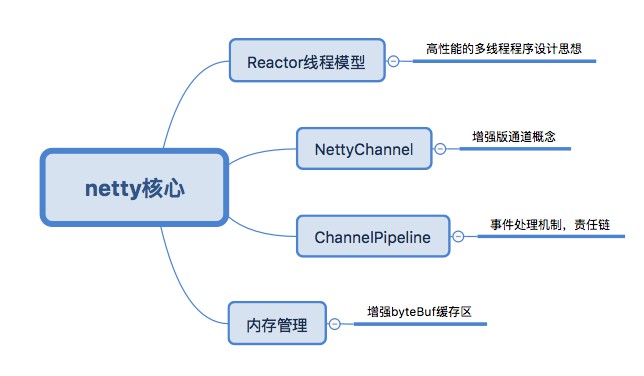 netty核心
Reactor线程模型
高性能的多线程程序设计思想
NettyChannel
增强版通道概念
ChannelPipeline
事件处理机制，责任链
内存管理
增强byteBuf缓存区